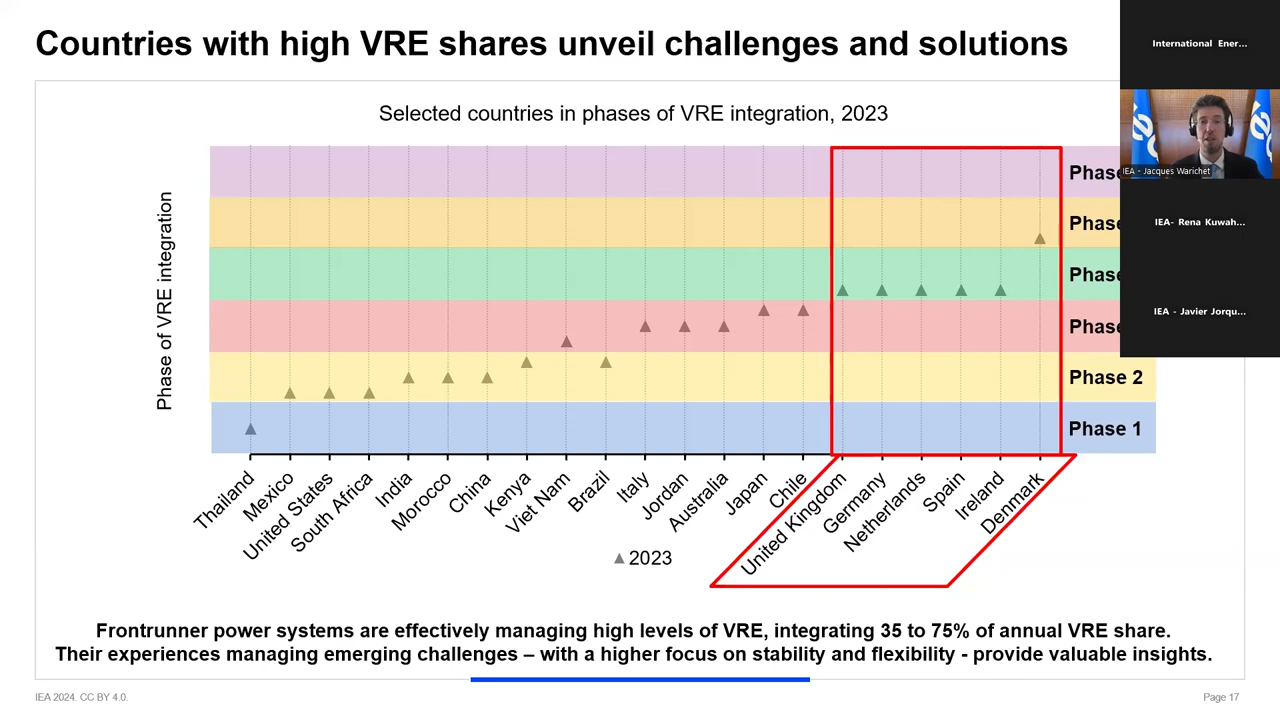 Countries with high VRE shares unveil challenges and solutions
International Ener...
IEA - Jacques Warichet
IEA- Rena Kuwah...
IEA - Javier Jorqu...
Selected countries in phases of VRE integration, 2023
Phase of VRE integration
Phase
Phase
Phase
Phase
Phase 2
Phase 1
Thailand
Mexico
United States
South Africa
India
Morocco
China
Kenya
Viet Nam
Brazil
Italy
Jordan
Australia
Japan
Chile
United Kingdom
Germany
Netherlands
Spain
Ireland
Denmark
2023
Frontrunner power systems are effectively managing high levels of VRE, integrating 35 to 75% of annual VRE share.
Their experiences managing emerging challenges – with a higher focus on stability and flexibility - provide valuable insights.
IEA 2024. CC BY 4.0.
Page 17